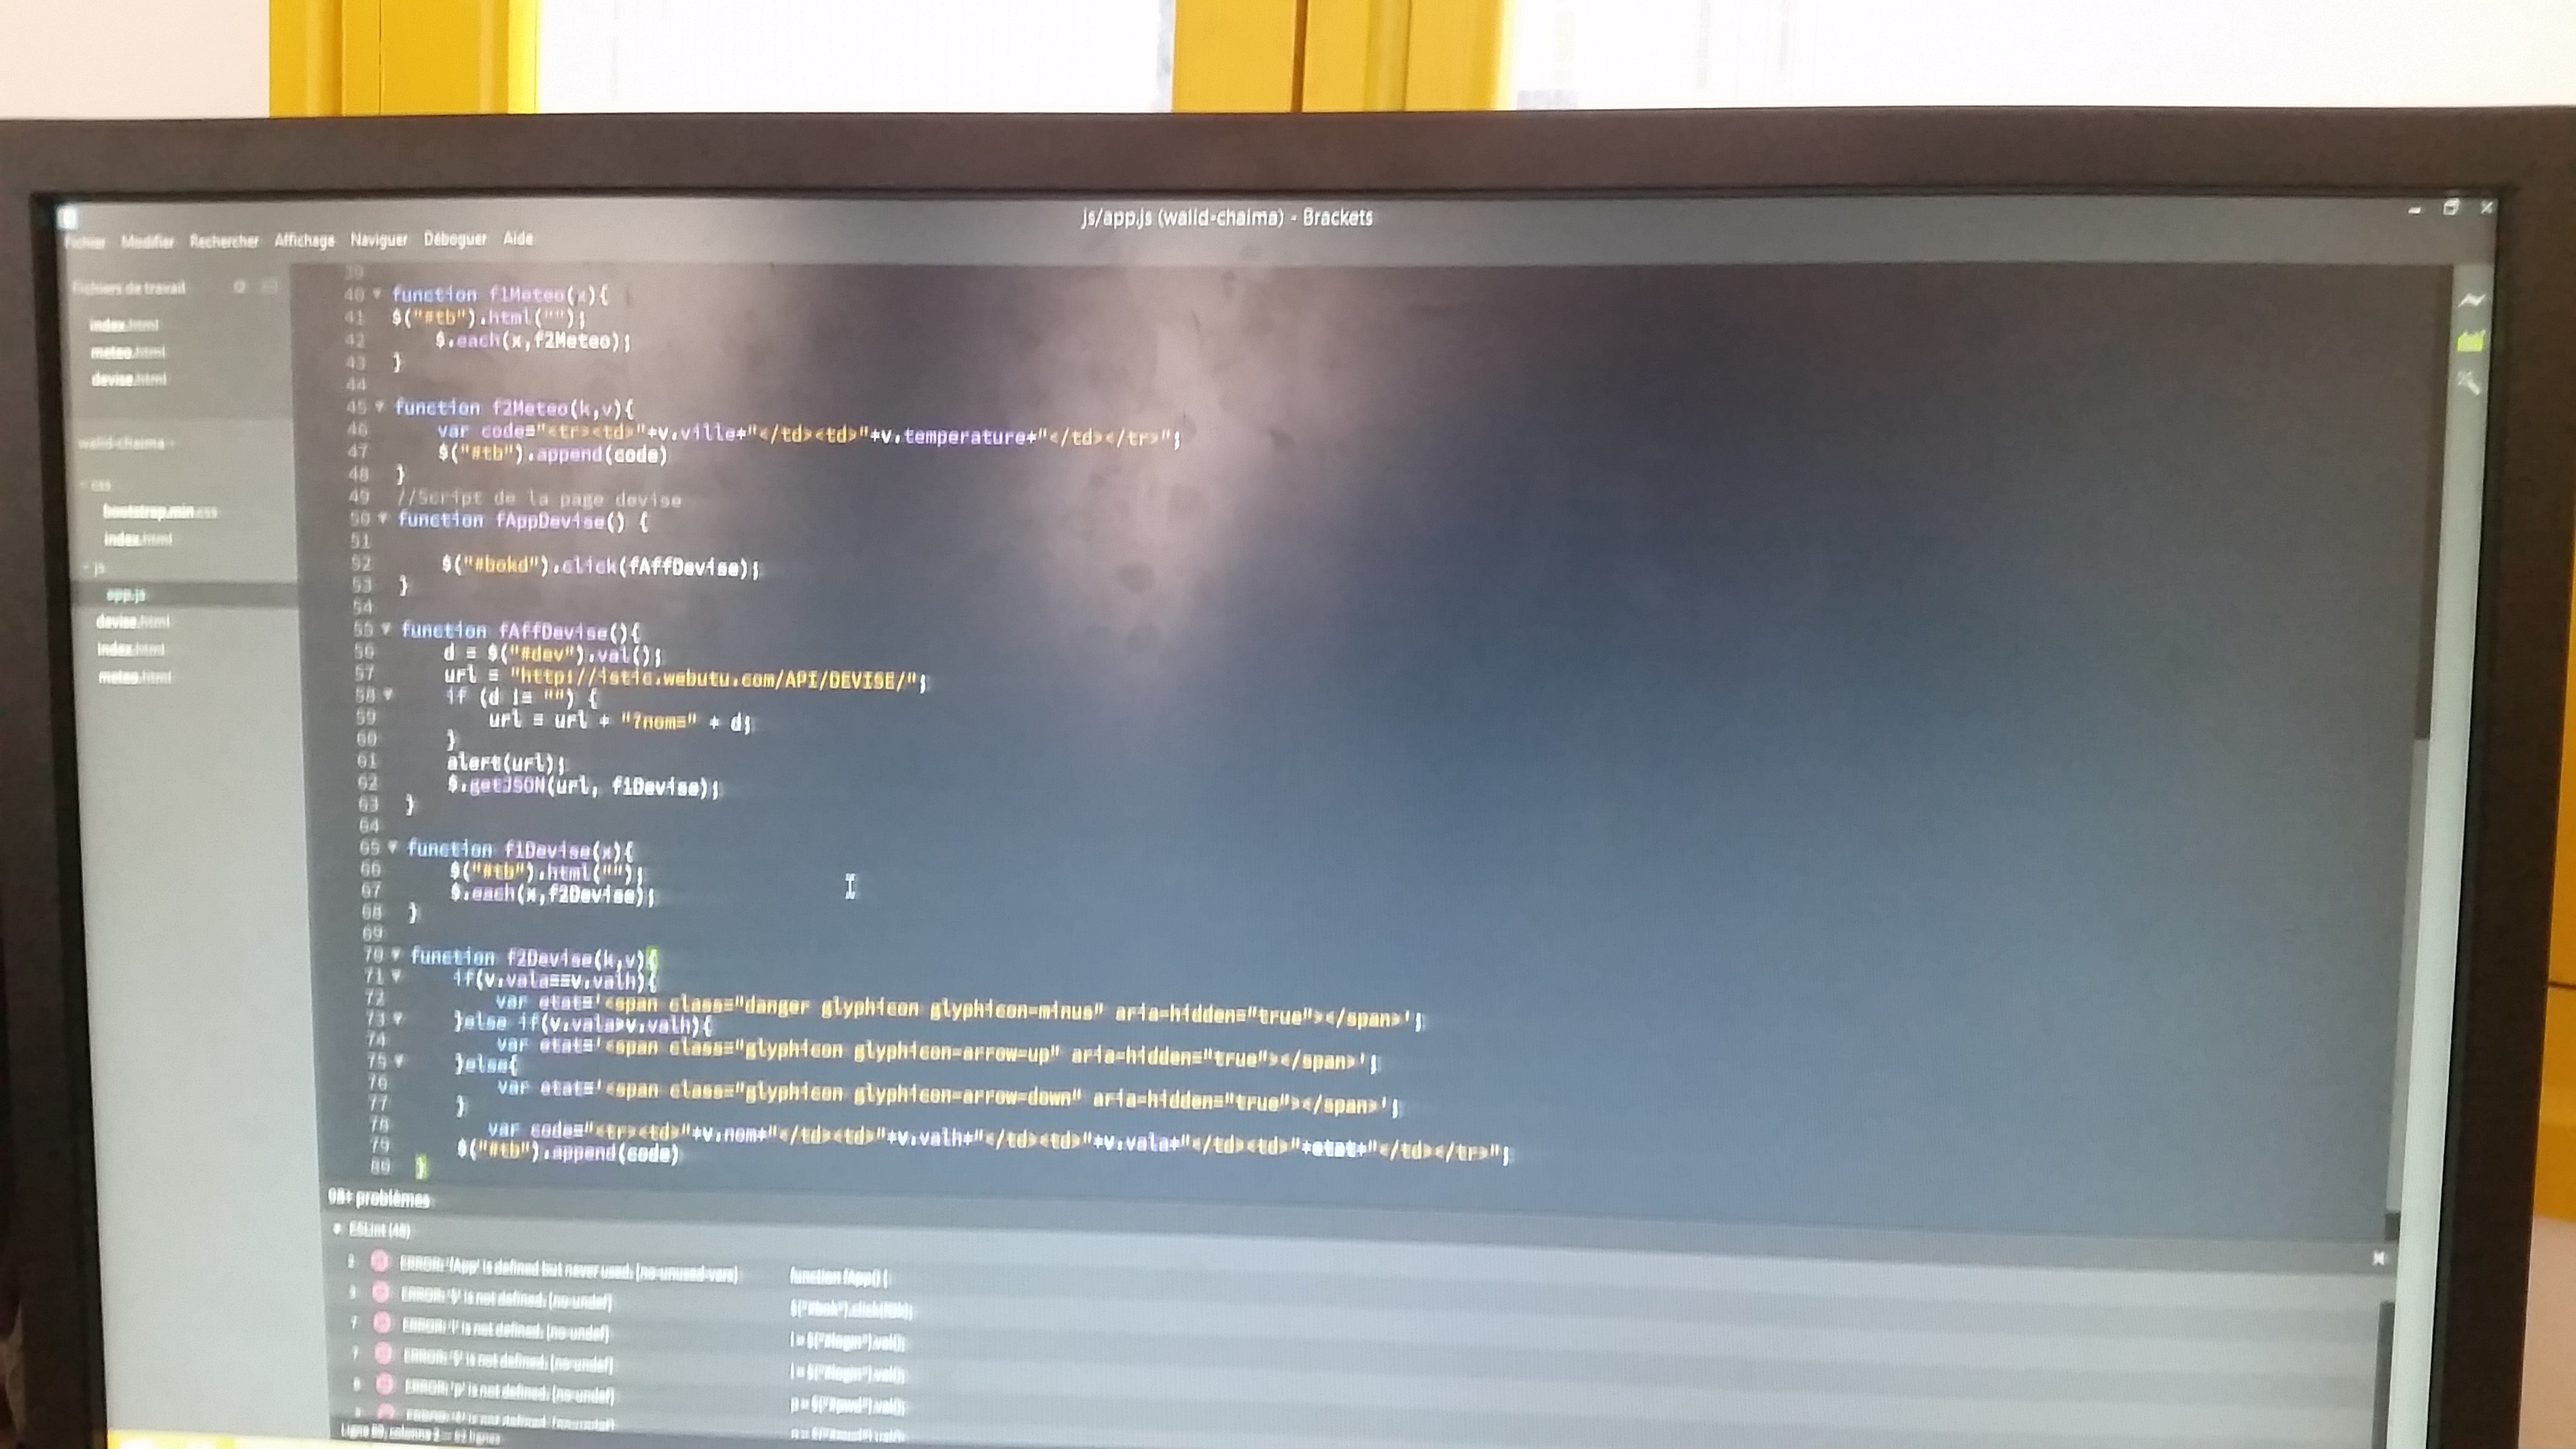 js/app.js (walid-chaima) - Brackets
Fichier Modifier Rechercher Affichage Naviguer Déboguer Aide
Fichiers de travail
index.html
meteo.html
devise.html
walid-chaima
css
bootstrap.min.css
index.html
js
app.js
devise.html
index.html
meteo.html
39
40 function f1Meteo(x){
41 $("#tb").html("");
42 $.each(x,f2Meteo);
43 }
44
45 function f2Meteo(k,v){
46 var code="<tr><td>"+v.ville+"</td><td>"+v.temperature+"</td></tr>";
47 $("#tb").append(code)
48 }
49 //Script de la page devise
50 function fAppDevise() {
51
52 $("#bokd").click(fAffDevise);
53 }
54
55 function fAffDevise(){
56 d = $("#dev").val();
57 url = "http://istic.webutu.com/API/DEVISE/";
58 if (d != "") {
59 url = url + "?nom=" + d;
60 }
61 alert(url);
62 $.getJSON(url, f1Devise);
63 }
64
65 function f1Devise(x){
66 $("#tb").html("");
67 $.each(x,f2Devise);
68 }
69
70 function f2Devise(k,v){
71 if(v.vala==v.valh){
72 var etat='<span class="danger glyphicon glyphicon-minus" aria-hidden="true"></span>';
73 }else if(v.vala>v.valh){
74 var etat='<span class="glyphicon glyphicon-arrow-up" aria-hidden="true"></span>';
75 }else{
76 var etat='<span class="glyphicon glyphicon-arrow-down" aria-hidden="true"></span>';
77 }
78 var code="<tr><td>"+v.nom+"</td><td>"+v.valh+"</td><td>"+v.vala+"</td><td>"+etat+"</td></tr>";
79 $("#tb").append(code)
80 }
98+ problèmes
ESLint (48)
ERROR: 'fApp' is defined but never used. [no-unused-vars] function fApp() {
3 ERROR: '$' is not defined. [no-undef] $("#bok").click(fOk);
7 ERROR: 'l' is not defined. [no-undef] l = $("#login").val();
7 ERROR: '$' is not defined. [no-undef] l = $("#login").val();
8 ERROR: 'p' is not defined. [no-undef] p = $("#pwd").val();
ERROR: '$' is not defined. [no-undef] p = $("#pwd").val();